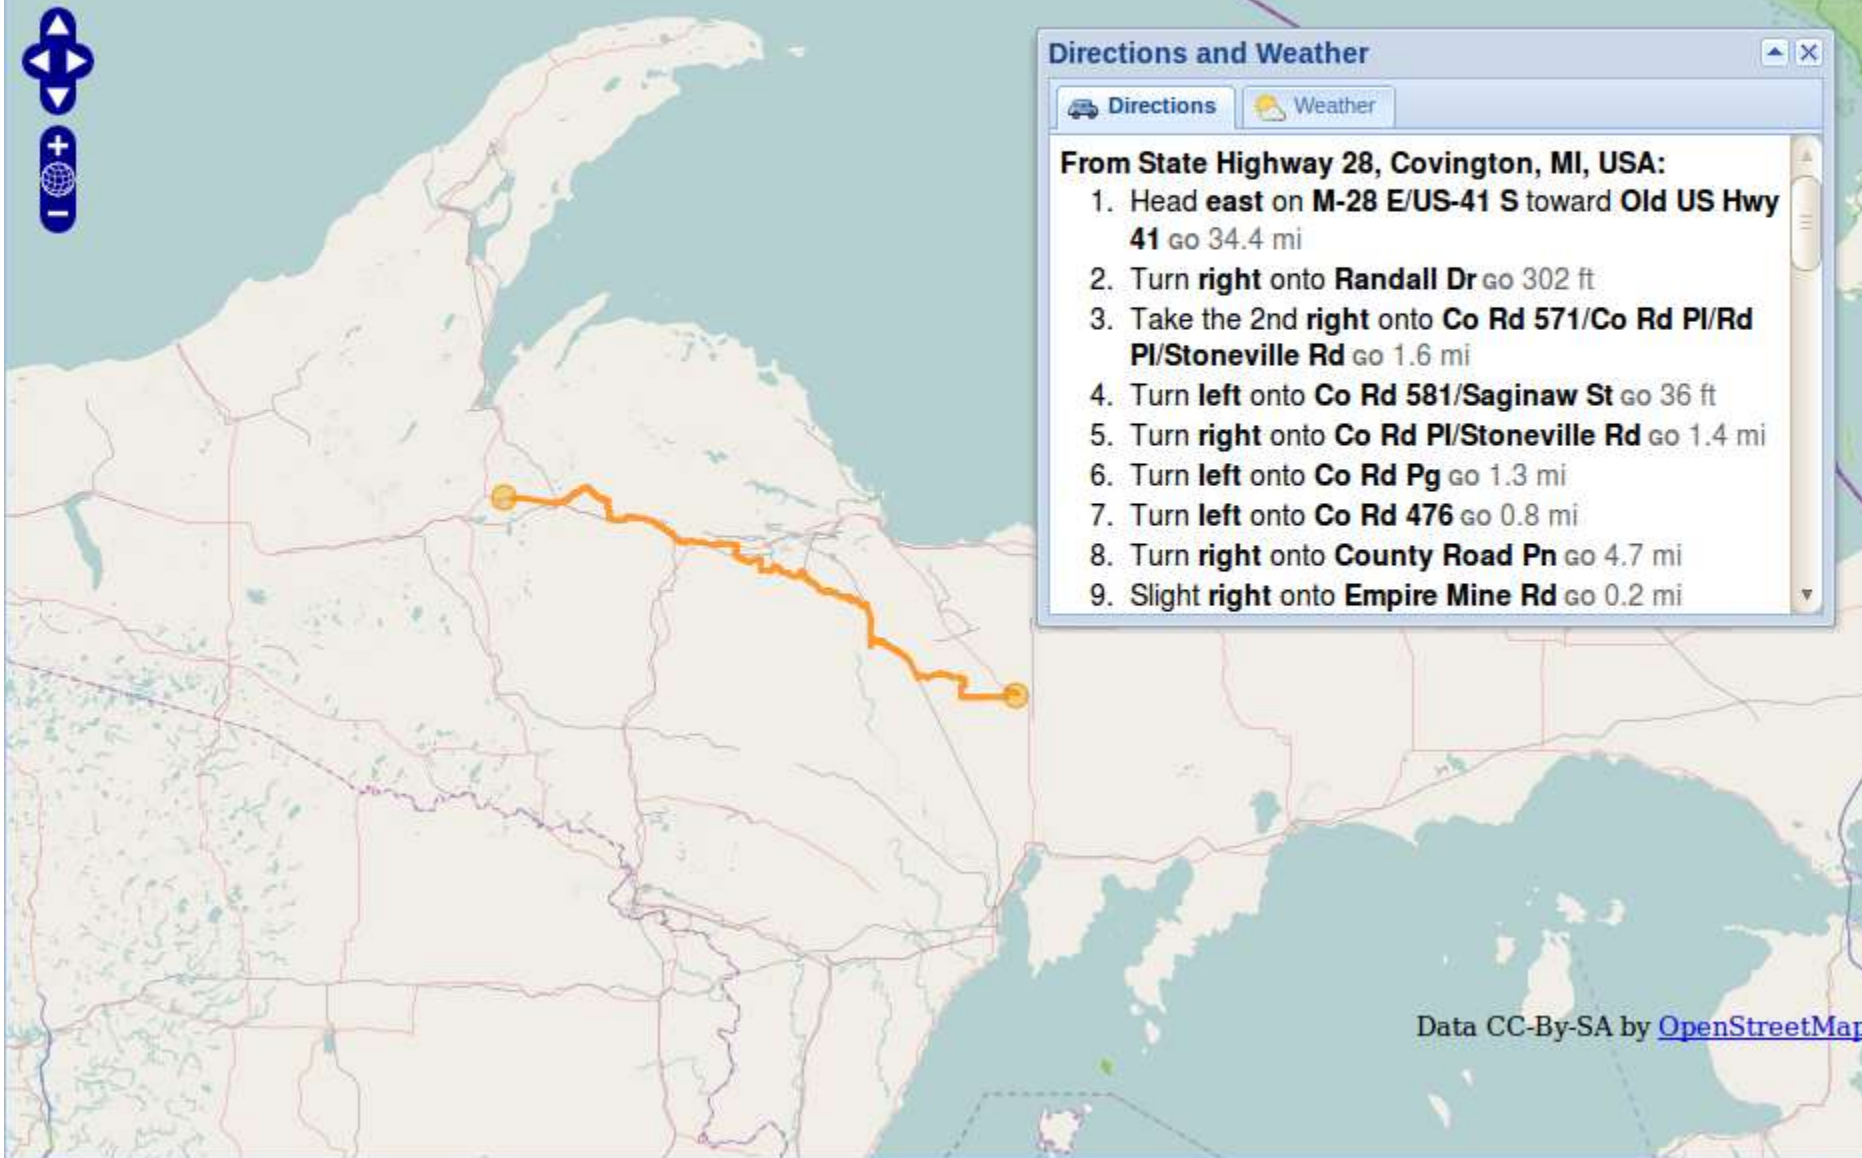 Directions and Weather
Directions
Weather
From State Highway 28, Covington, MI, USA:
1. Head east on M-28 E/US-41 S toward Old US Hwy
41 GO 34.4 mi
2. Turn right onto Randall Dr GO 302 ft
3. Take the 2nd right onto Co Rd 571/Co Rd Pl/Rd
Pl/Stoneville Rd GO 1.6 mi
4. Turn left onto Co Rd 581/Saginaw St GO 36 ft
5. Turn right onto Co Rd Pl/Stoneville Rd GO 1.4 mi
6. Turn left onto Co Rd Pg GO 1.3 mi
7. Turn left onto Co Rd 476 GO 0.8 mi
8. Turn right onto County Road Pn GO 4.7 mi
9. Slight right onto Empire Mine Rd GO 0.2 mi
Data CC-By-SA by OpenStreetMap